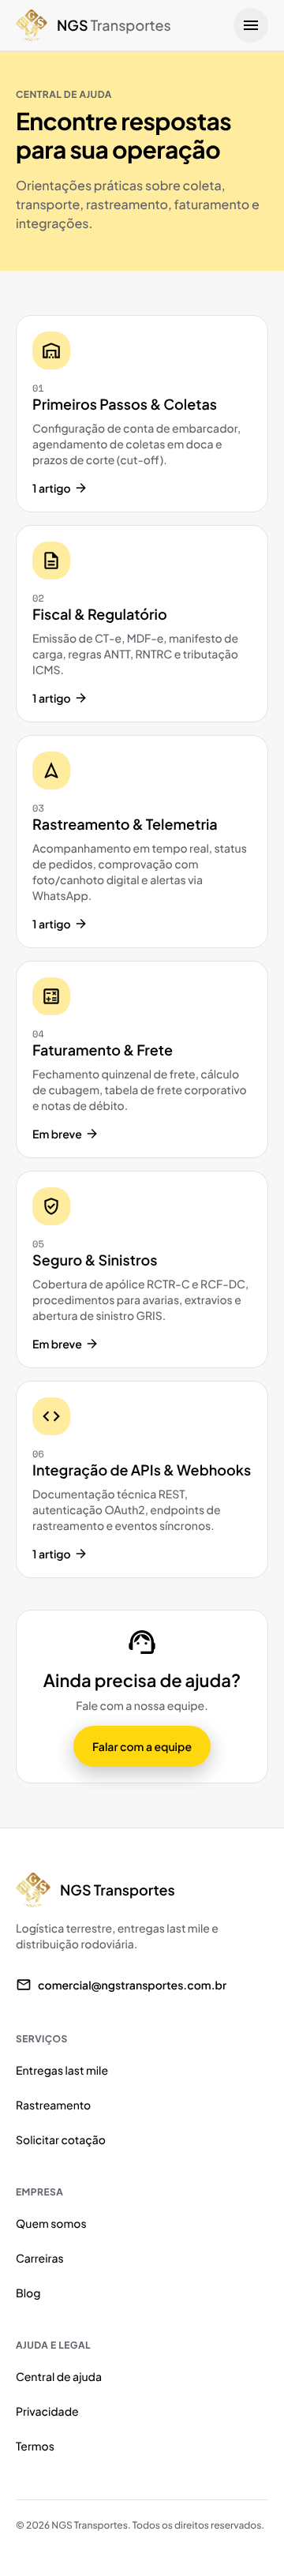 NGS Transportes
CENTRAL DE AJUDA
Encontre respostas
para sua operação
Orientações práticas sobre coleta,
transporte, rastreamento, faturamento e
integrações.
01
Primeiros Passos & Coletas
Configuração de conta de embarcador,
agendamento de coletas em doca e
prazos de corte (cut-off).
1 artigo →
02
Fiscal & Regulatório
Emissão de CT-e, MDF-e, manifesto de
carga, regras ANTT, RNTRC e tributação
ICMS.
1 artigo →
03
Rastreamento & Telemetria
Acompanhamento em tempo real, status
de pedidos, comprovação com
foto/canhoto digital e alertas via
WhatsApp.
1 artigo →
04
Faturamento & Frete
Fechamento quinzenal de frete, cálculo
de cubagem, tabela de frete corporativo
e notas de débito.
Em breve →
05
Seguro & Sinistros
Cobertura de apólice RCTR-C e RCF-DC,
procedimentos para avarias, extravios e
abertura de sinistro GRIS.
Em breve →
06
Integração de APIs & Webhooks
Documentação técnica REST,
autenticação OAuth2, endpoints de
rastreamento e eventos síncronos.
1 artigo →
Ainda precisa de ajuda?
Fale com a nossa equipe.
Falar com a equipe
NGS Transportes
Logística terrestre, entregas last mile e
distribuição rodoviária.
comercial@ngstransportes.com.br
SERVIÇOS
Entregas last mile
Rastreamento
Solicitar cotação
EMPRESA
Quem somos
Carreiras
Blog
AJUDA E LEGAL
Central de ajuda
Privacidade
Termos
© 2026 NGS Transportes. Todos os direitos reservados.